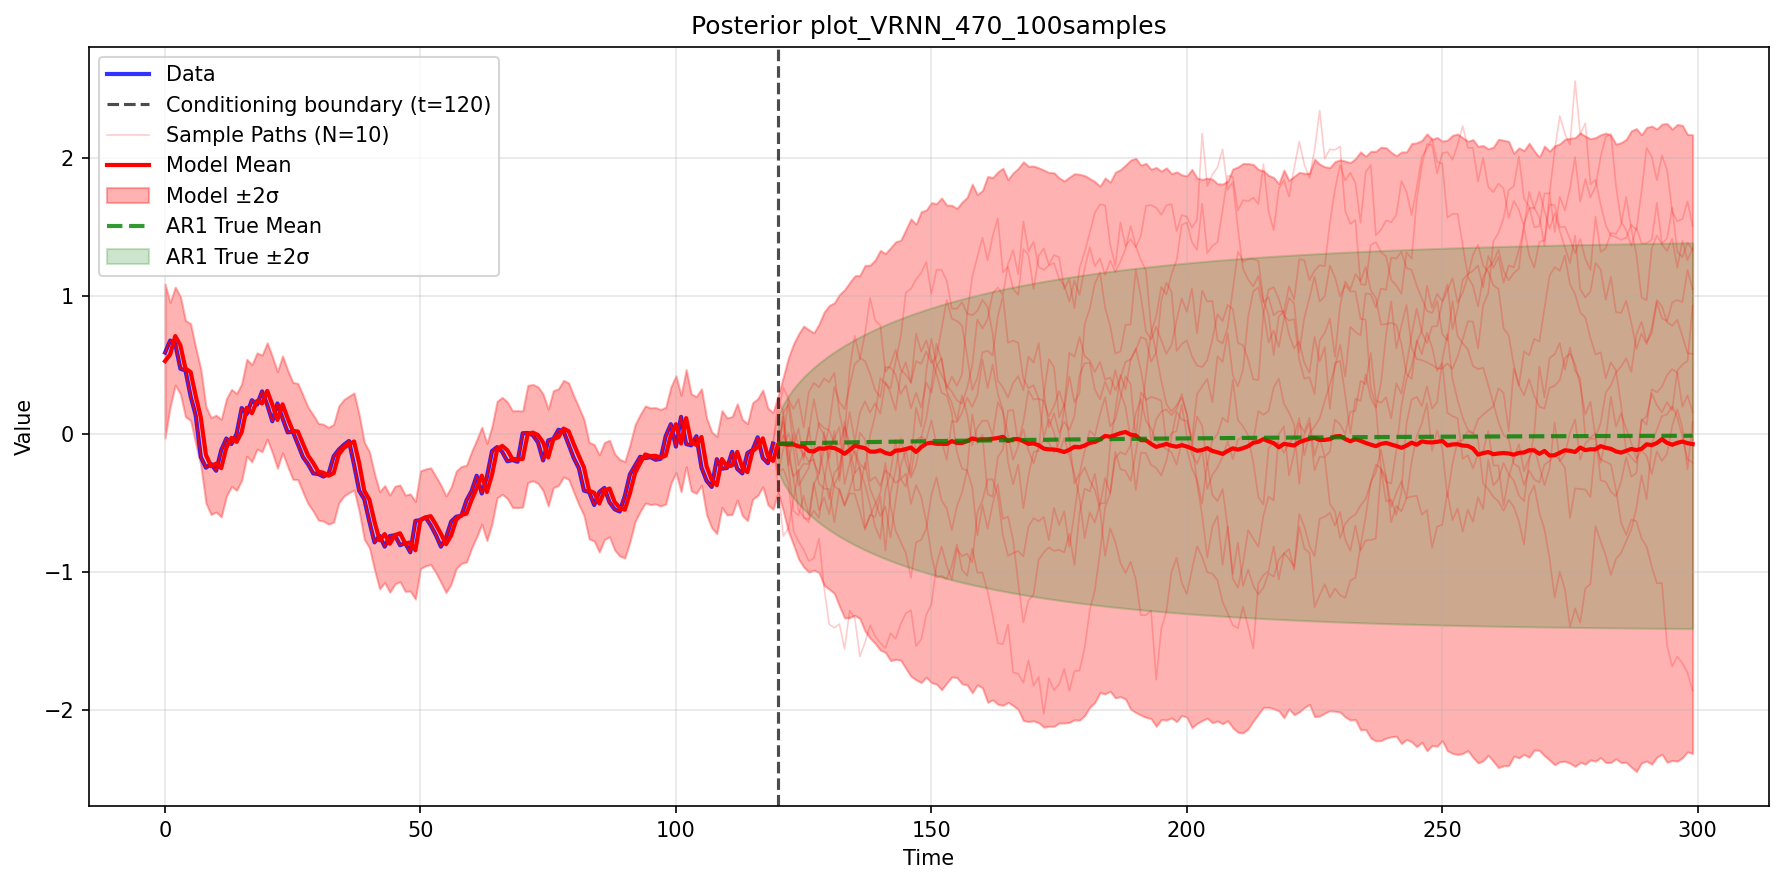 Posterior plot_VRNN_470_100samples
Data
Conditioning boundary (t=120)
Sample Paths (N=10)
Model Mean
Model ±2σ
AR1 True Mean
AR1 True ±2σ
Value
2
1
0
−1
−2
0 50 100 150 200 250 300
Time